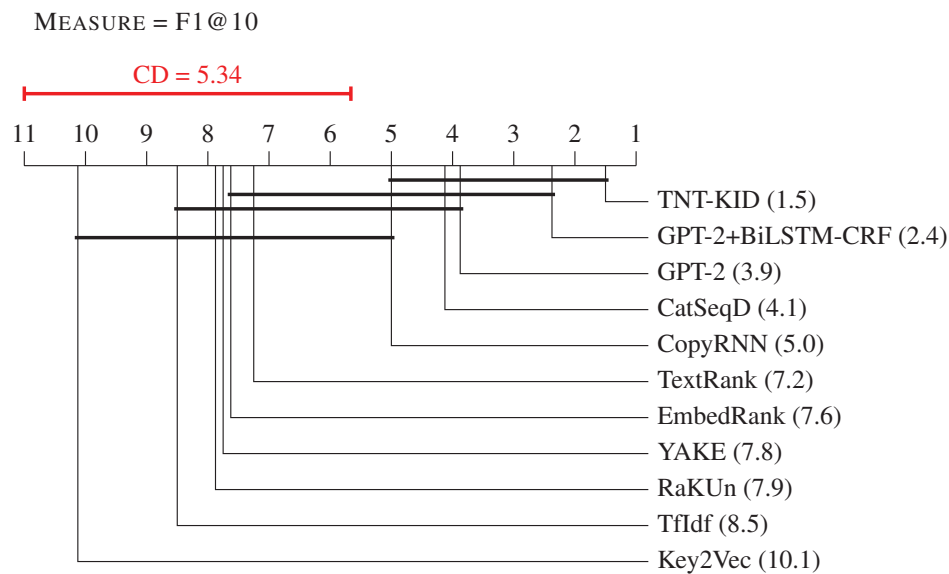 MEASURE = F1@10
CD = 5.34
11 10 9 8 7 6 5 4 3 2 1
TNT-KID (1.5)
GPT-2+BiLSTM-CRF (2.4)
GPT-2 (3.9)
CatSeqD (4.1)
CopyRNN (5.0)
TextRank (7.2)
EmbedRank (7.6)
YAKE (7.8)
RaKUn (7.9)
TfIdf (8.5)
Key2Vec (10.1)